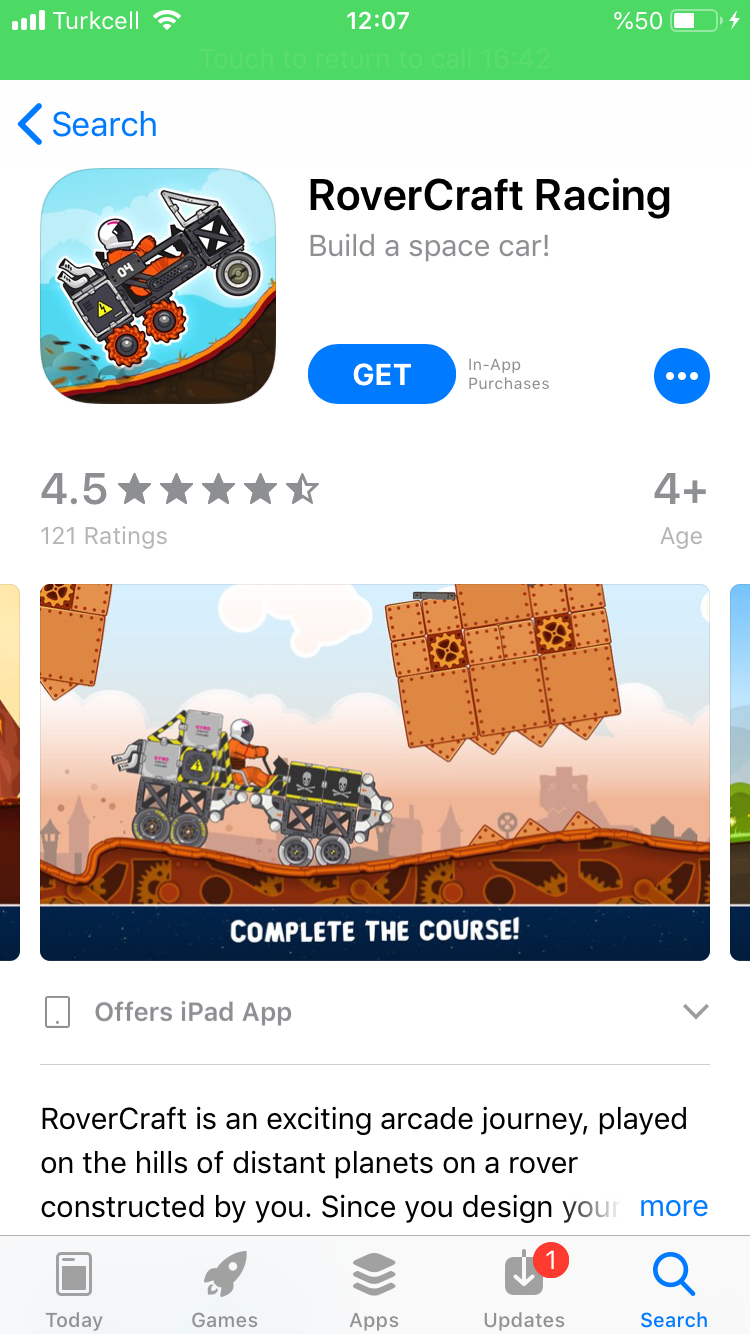 Turkcell 12:07 %50
Touch to return to call 16:42
Search
04
RoverCraft Racing
Build a space car!
GET
In-App
Purchases
4.5
4+
121 Ratings
Age
COMPLETE THE COURSE!
Offers iPad App
RoverCraft is an exciting arcade journey, played
on the hills of distant planets on a rover
constructed by you. Since you design your more
1
Today Games Apps Updates Search